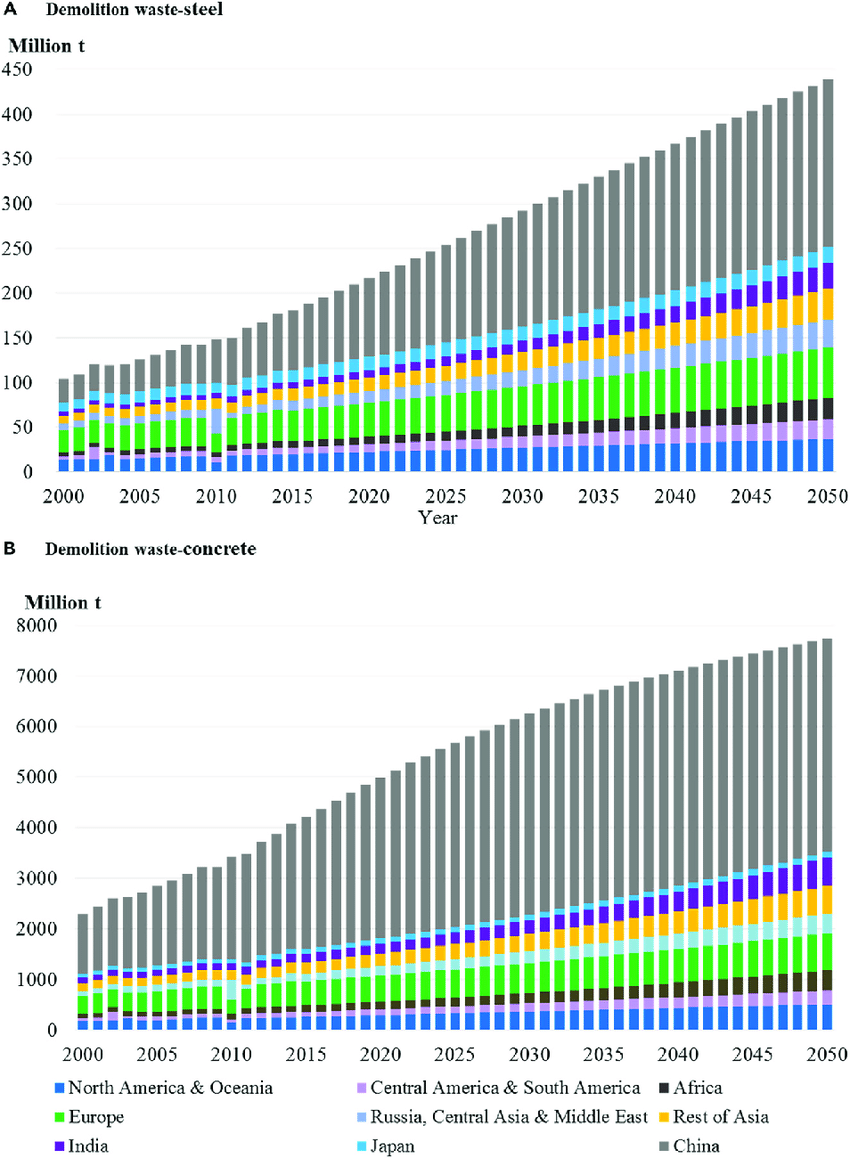 A Demolition waste-steel
Million t
450
400
350
300
250
200
150
100
50
0
2000 2005 2010 2015 2020 2025 2030 2035 2040 2045 2050
Year
B Demolition waste-concrete
Million t
8000
7000
6000
5000
4000
3000
2000
1000
0
2000 2005 2010 2015 2020 2025 2030 2035 2040 2045 2050
North America & Oceania Central America & South America Africa
Europe Russia, Central Asia & Middle East Rest of Asia
India Japan China